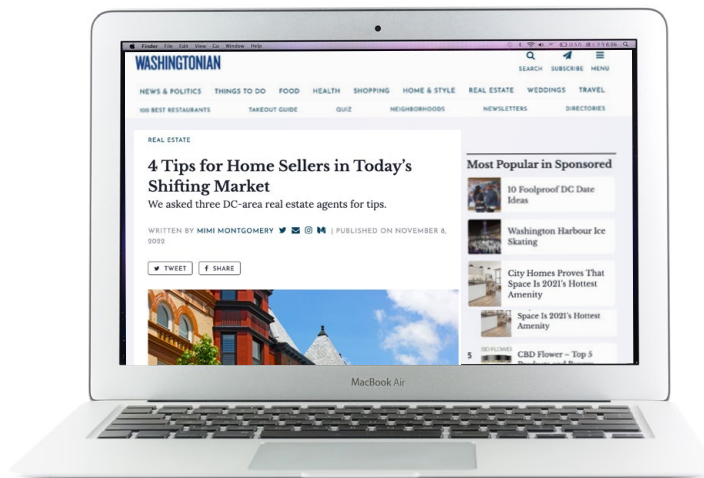 Finder File Edit View Go Window Help
WASHINGTONIAN
SEARCH SUBSCRIBE MENU
NEWS & POLITICS THINGS TO DO FOOD HEALTH SHOPPING HOME & STYLE REAL ESTATE WEDDINGS TRAVEL
100 BEST RESTAURANTS TAKEOUT GUIDE QUIZ NEIGHBORHOODS NEWSLETTERS DIRECTORIES
REAL ESTATE
4 Tips for Home Sellers in Today's
Shifting Market
We asked three DC-area real estate agents for tips.
WRITTEN BY MIMI MONTGOMERY | PUBLISHED ON NOVEMBER 8,
2022
TWEET SHARE
Most Popular in Sponsored
10 Foolproof DC Date
Ideas
Washington Harbour Ice
Skating
City Homes Proves That
Space Is 2021's Hottest
Amenity
Space Is 2021's Hottest
Amenity
5 CBD Flower – Top 5
MacBook Air